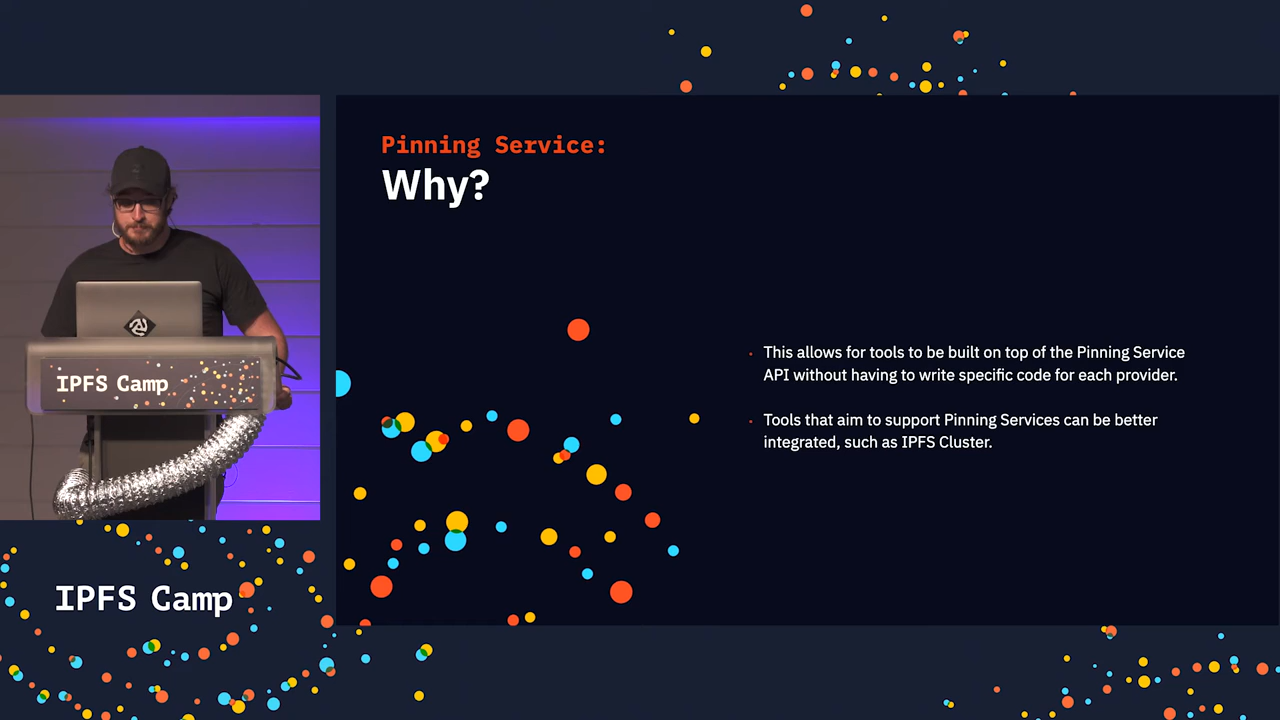 Pinning Service:
Why?
This allows for tools to be built on top of the Pinning Service
API without having to write specific code for each provider.
Tools that aim to support Pinning Services can be better
integrated, such as IPFS Cluster.
IPFS Camp
IPFS Camp